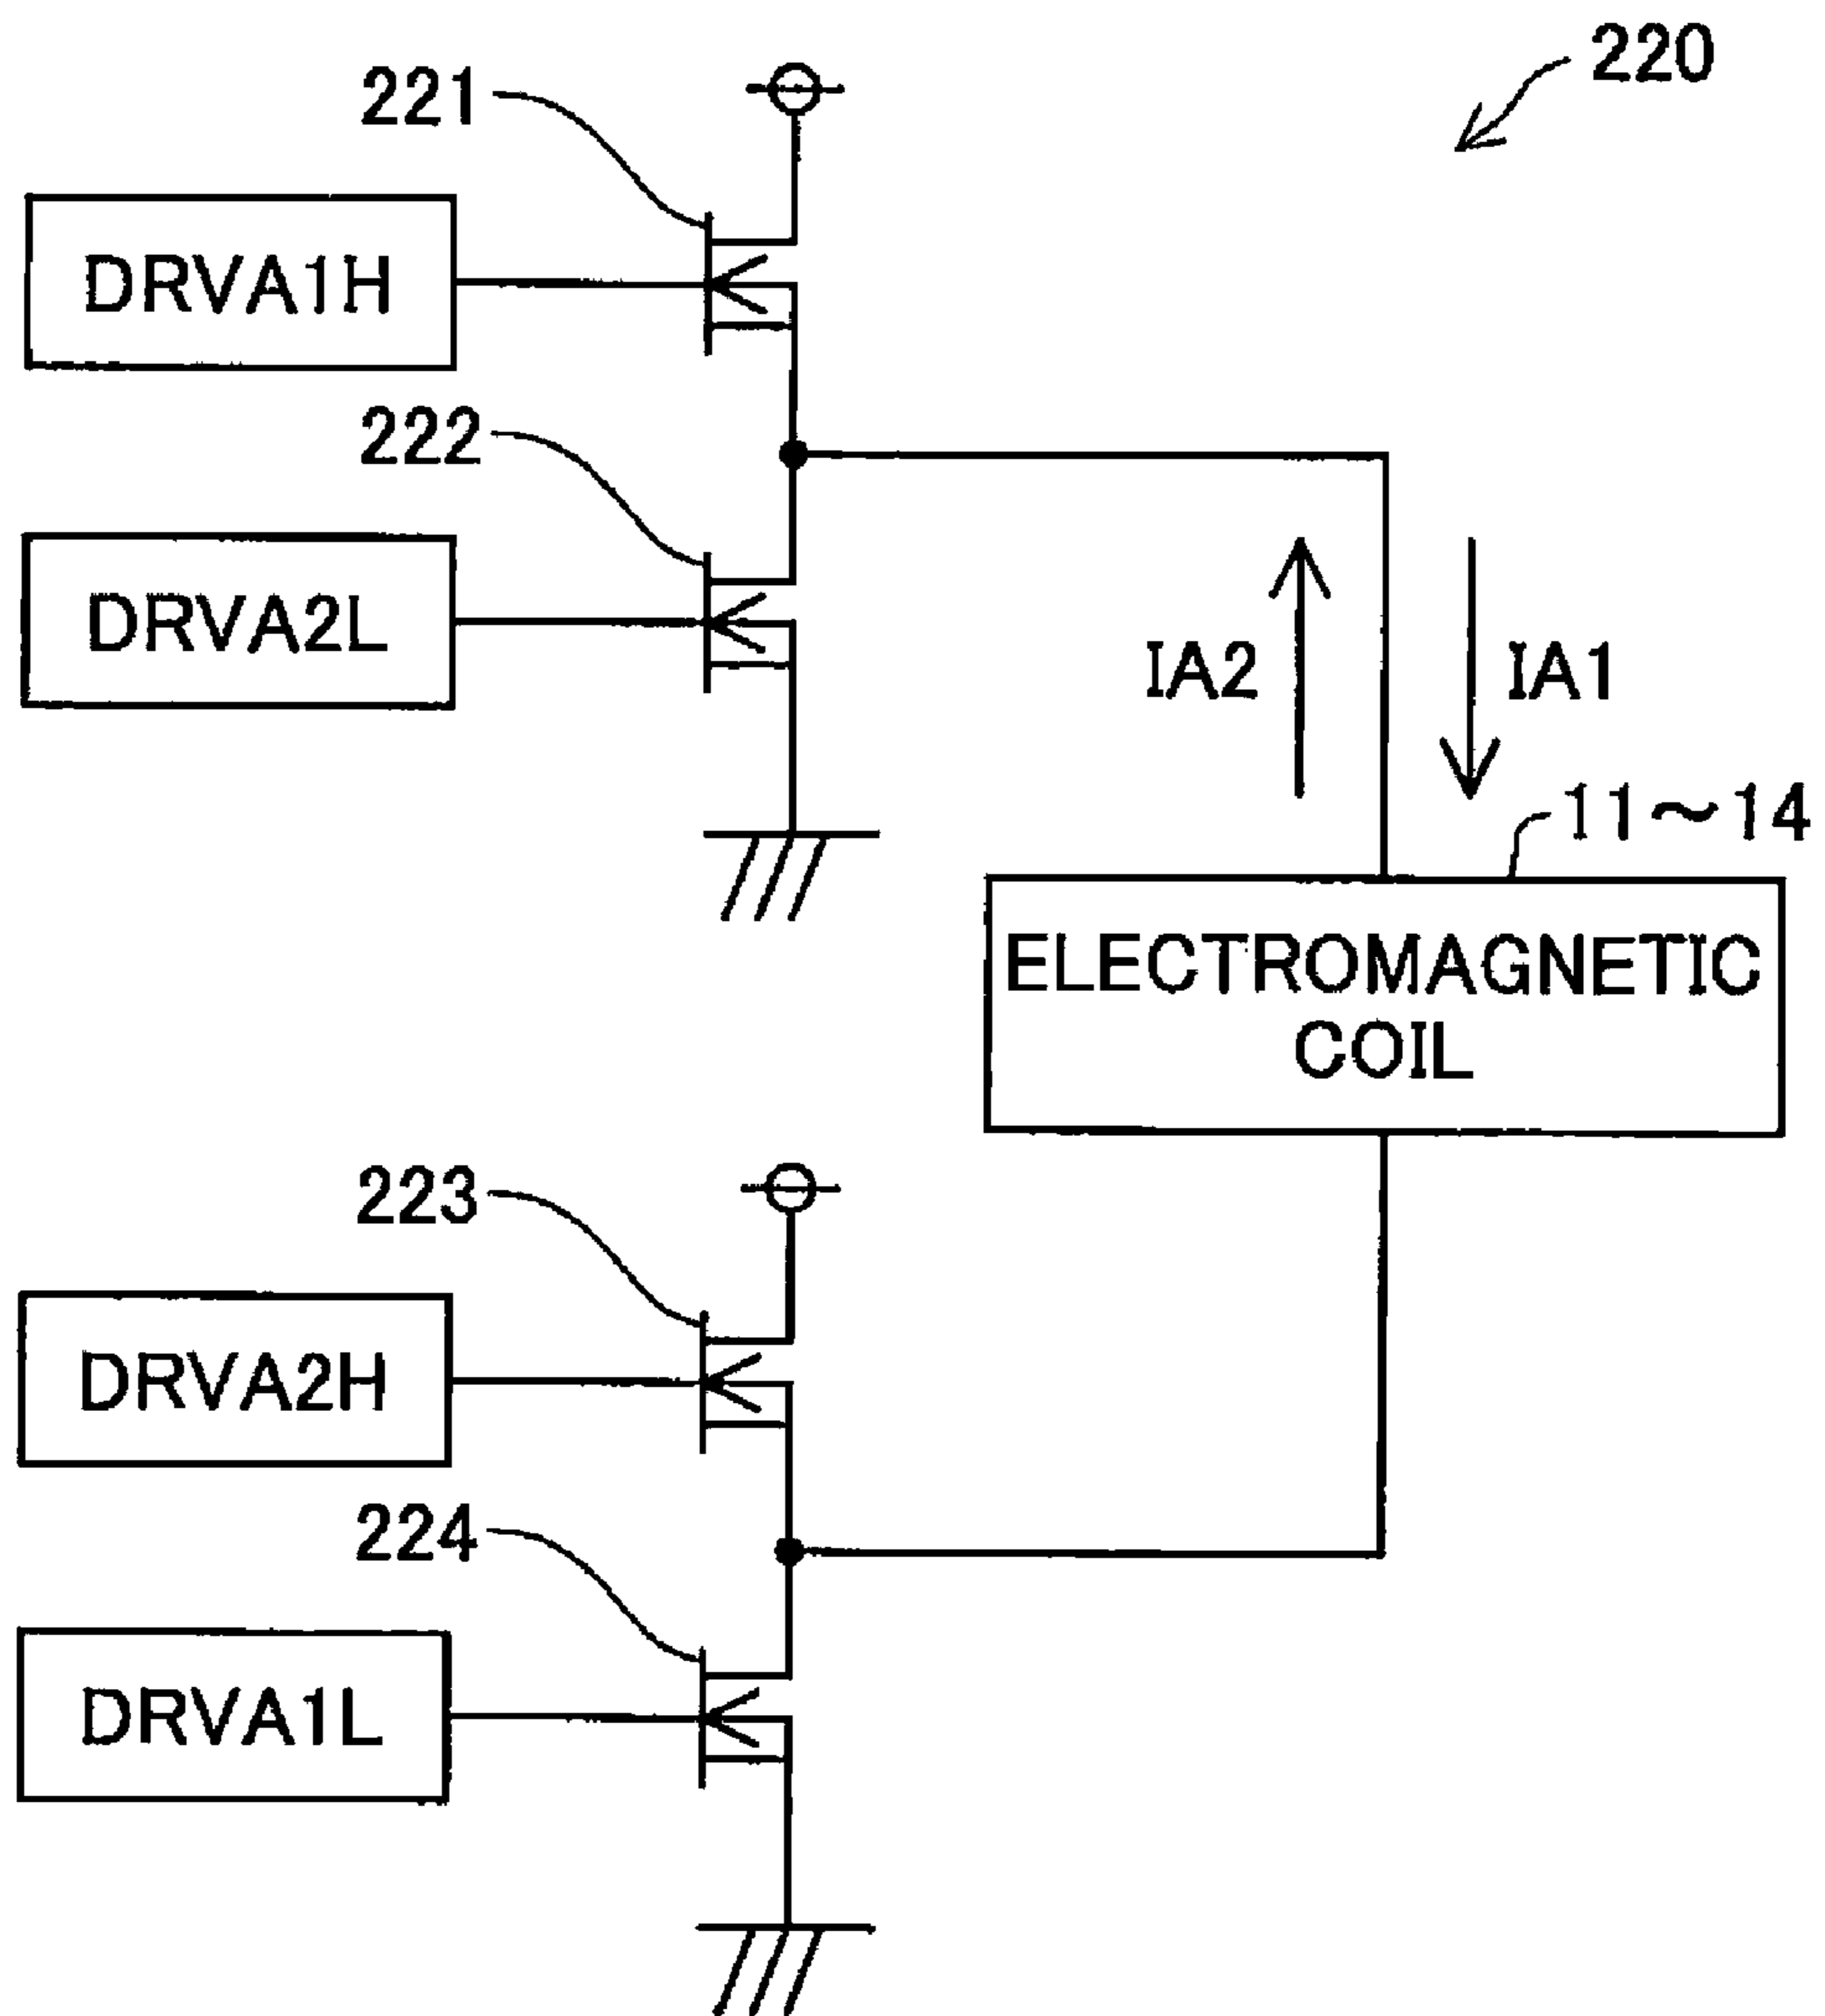 220
221
DRVA1H
222
DRVA2L
IA2
IA1
11～14
ELECTROMAGNETIC
COIL
223
DRVA2H
224
DRVA1L